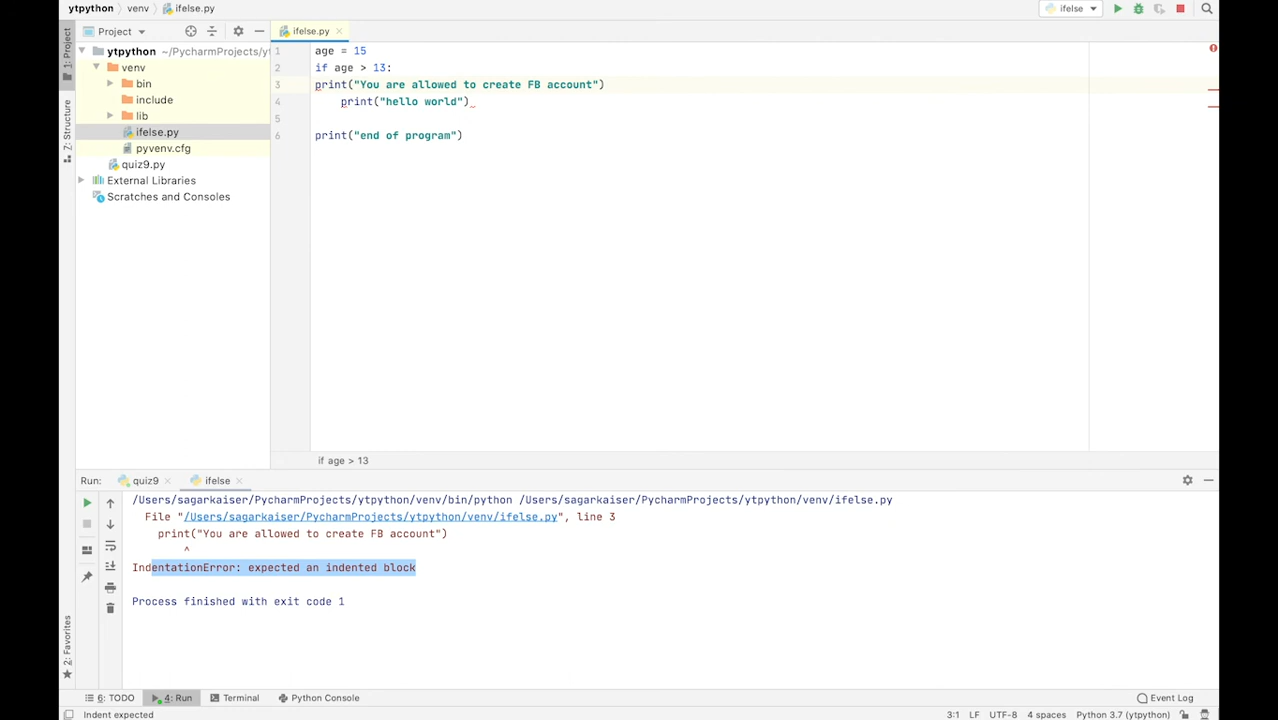 ytpython venv ifelse.py ifelse
Project ifelse.py
1: Project
ytpython ~/PycharmProjects/yt
venv
bin
include
lib
ifelse.py
pyvenv.cfg
quiz9.py
External Libraries
Scratches and Consoles
Z: Structure
1 age = 15
2 if age > 13:
3 print("You are allowed to create FB account")
4     print("hello world")
5
6 print("end of program")
if age > 13
Run: quiz9 ifelse
/Users/sagarkaiser/PycharmProjects/ytpython/venv/bin/python /Users/sagarkaiser/PycharmProjects/ytpython/venv/ifelse.py
  File "/Users/sagarkaiser/PycharmProjects/ytpython/venv/ifelse.py", line 3
    print("You are allowed to create FB account")
        ^
IndentationError: expected an indented block
Process finished with exit code 1
2: Favorites
6: TODO 4: Run Terminal Python Console Event Log
Indent expected 3:1 LF UTF-8 4 spaces Python 3.7 (ytpython)